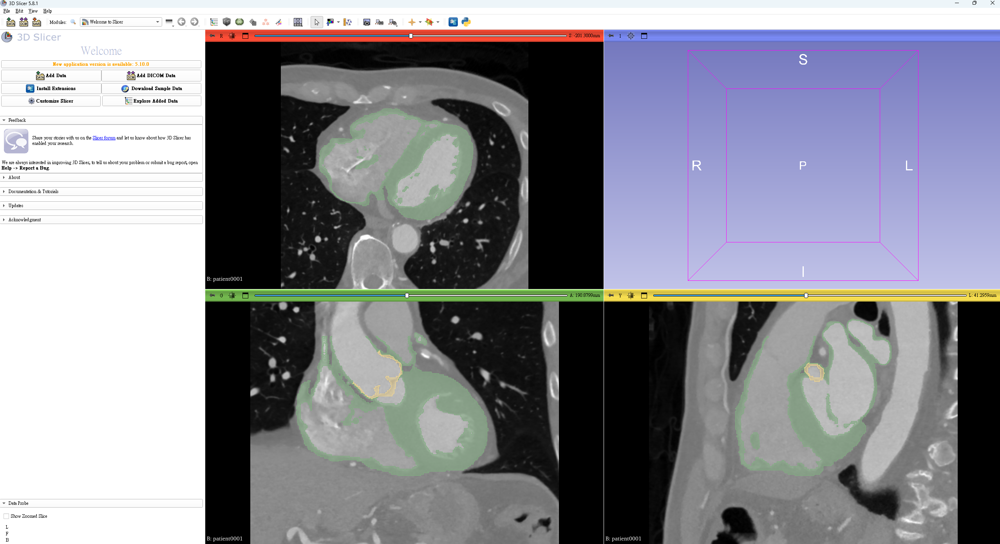 3D Slicer 5.8.1
File Edit View Help
DATA DCM SAVE Modules: Welcome to Slicer
3D Slicer
Welcome
New application version is available: 5.10.0
DATA Add Data DCM Add DICOM Data
Install Extensions Download Sample Data
Customize Slicer Explore Added Data
Feedback
Share your stories with us on the Slicer forum and let us know about how 3D Slicer has
enabled your research.
We are always interested in improving 3D Slicer, to tell us about your problem or submit a bug report, open
Help -> Report a Bug.
About
Documentation & Tutorials
Updates
Acknowledgment
Data Probe
Show Zoomed Slice
L
F
B
R S: -201.3000mm
B: patient0001
1
S
R P L
I
G A: 190.8799mm
B: patient0001
Y L: 41.2959mm
B: patient0001